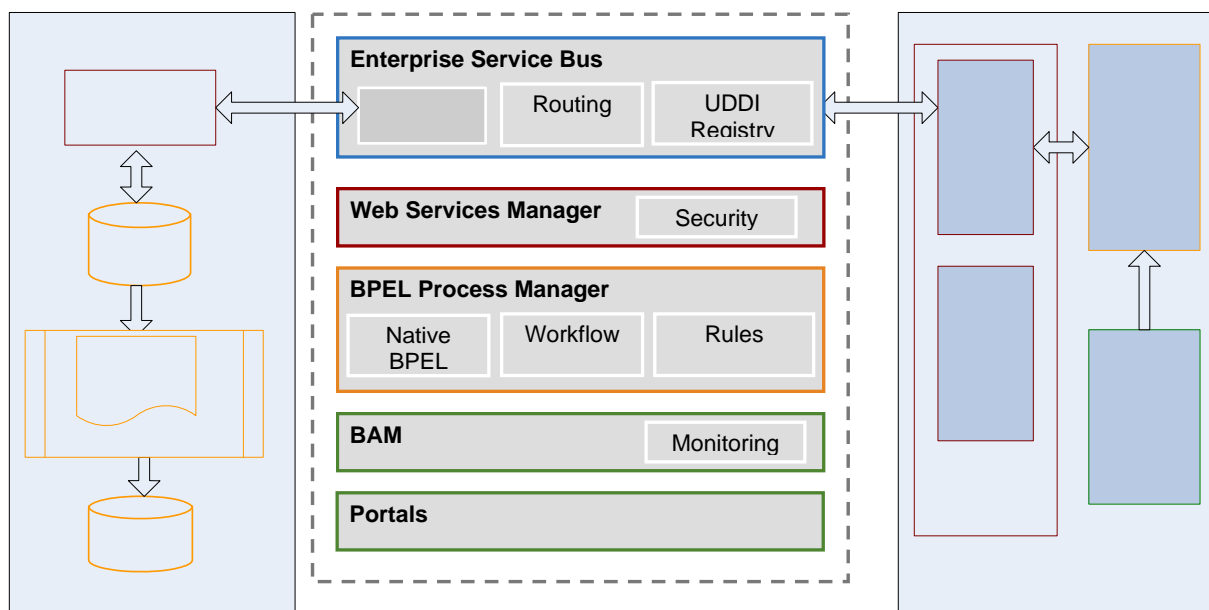 Enterprise Service Bus
Routing
UDDI
Registry
Web Services Manager
Security
BPEL Process Manager
Native
BPEL
Workflow
Rules
BAM
Monitoring
Portals